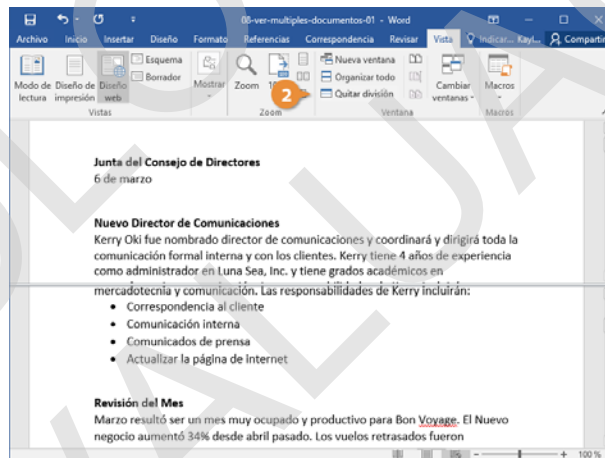 08-ver-multiples-documentos-01 - Word
Archivo Inicio Insertar Diseño Formato Referencias Correspondencia Revisar Vista Indicar... Kayl... Compartir
Modo de lectura
Diseño de impresión
Diseño web
Esquema
Borrador
Vistas
Mostrar
Zoom
Zoom
2
Nueva ventana
Organizar todo
Quitar división
Cambiar ventanas
Ventana
Macros
Macros
Junta del Consejo de Directores
6 de marzo
Nuevo Director de Comunicaciones
Kerry Oki fue nombrado director de comunicaciones y coordinará y dirigirá toda la
comunicación formal interna y con los clientes. Kerry tiene 4 años de experiencia
como administrador en Luna Sea, Inc. y tiene grados académicos en
mercadotecnia y comunicación. Las responsabilidades de Kerry incluirán:
• Correspondencia al cliente
• Comunicación interna
• Comunicados de prensa
• Actualizar la página de internet
Revisión del Mes
Marzo resultó ser un mes muy ocupado y productivo para Bon Voyage. El Nuevo
negocio aumentó 34% desde abril pasado. Los vuelos retrasados fueron
100 %